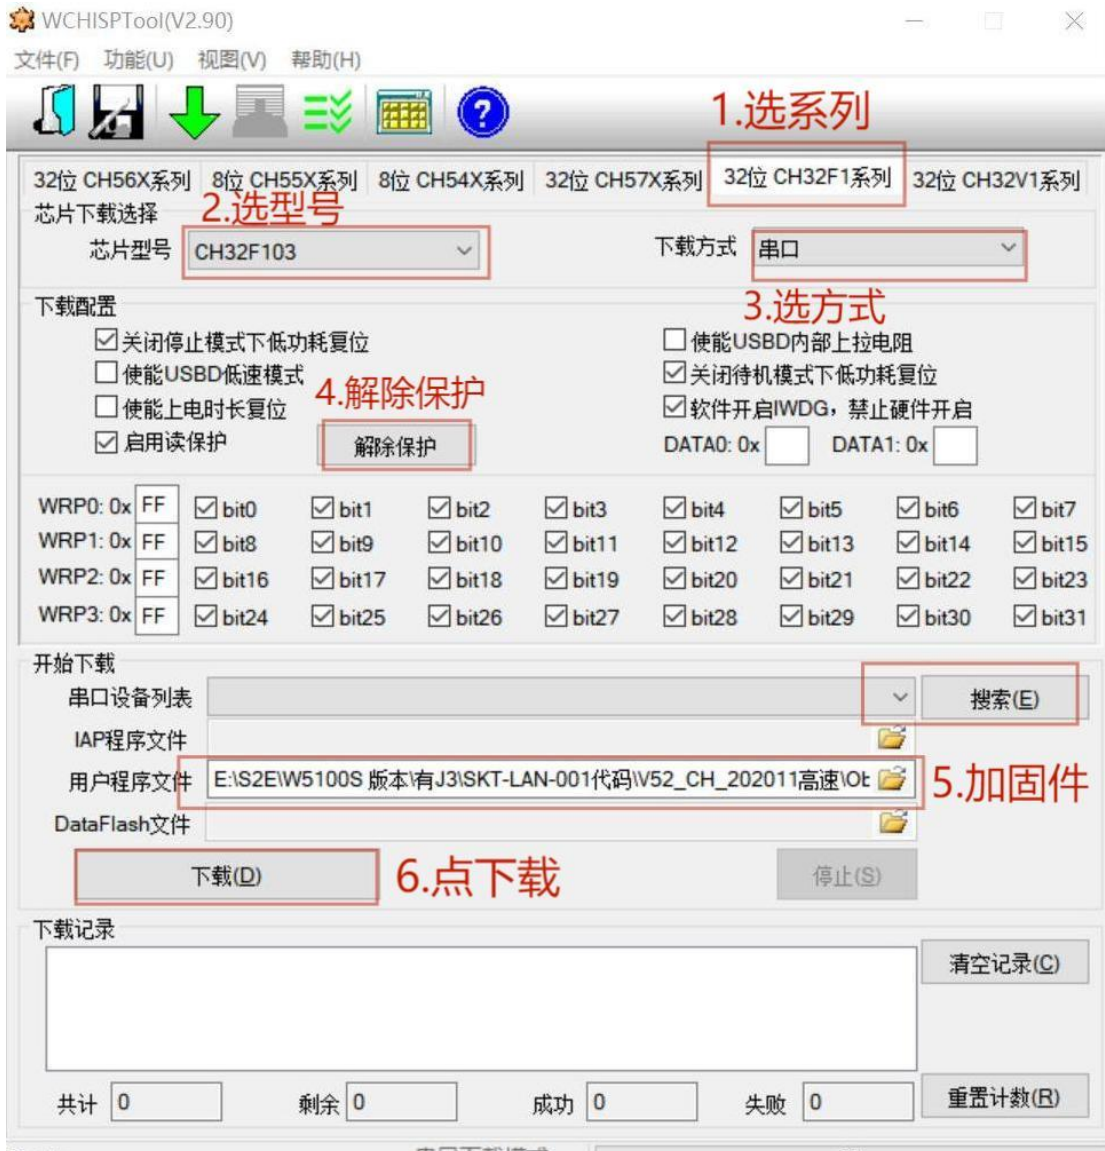 WCHISPTool(V2.90)
文件(F) 功能(U) 视图(V) 帮助(H)
1.选系列
32位 CH56X系列 8位 CH55X系列 8位 CH54X系列 32位 CH57X系列 32位 CH32F1系列 32位 CH32V1系列
芯片下载选择
2.选型号
芯片型号 CH32F103 下载方式 串口
下载配置
3.选方式
关闭停止模式下低功耗复位 使能USBD内部上拉电阻
使能USBD低速模式 关闭待机模式下低功耗复位
4.解除保护
使能上电时长复位 软件开启IWDG，禁止硬件开启
启用读保护 解除保护 DATA0: 0x DATA1: 0x
WRP0: 0x FF bit0 bit1 bit2 bit3 bit4 bit5 bit6 bit7
WRP1: 0x FF bit8 bit9 bit10 bit11 bit12 bit13 bit14 bit15
WRP2: 0x FF bit16 bit17 bit18 bit19 bit20 bit21 bit22 bit23
WRP3: 0x FF bit24 bit25 bit26 bit27 bit28 bit29 bit30 bit31
开始下载
串口设备列表 搜索(E)
IAP程序文件
用户程序文件 E:\S2E\W5100S 版本\有J3\SKT-LAN-001代码\V52_CH_202011高速\Ob
5.加固件
DataFlash文件
下载(D) 6.点下载 停止(S)
下载记录
清空记录(C)
共计 0 剩余 0 成功 0 失败 0 重置计数(R)